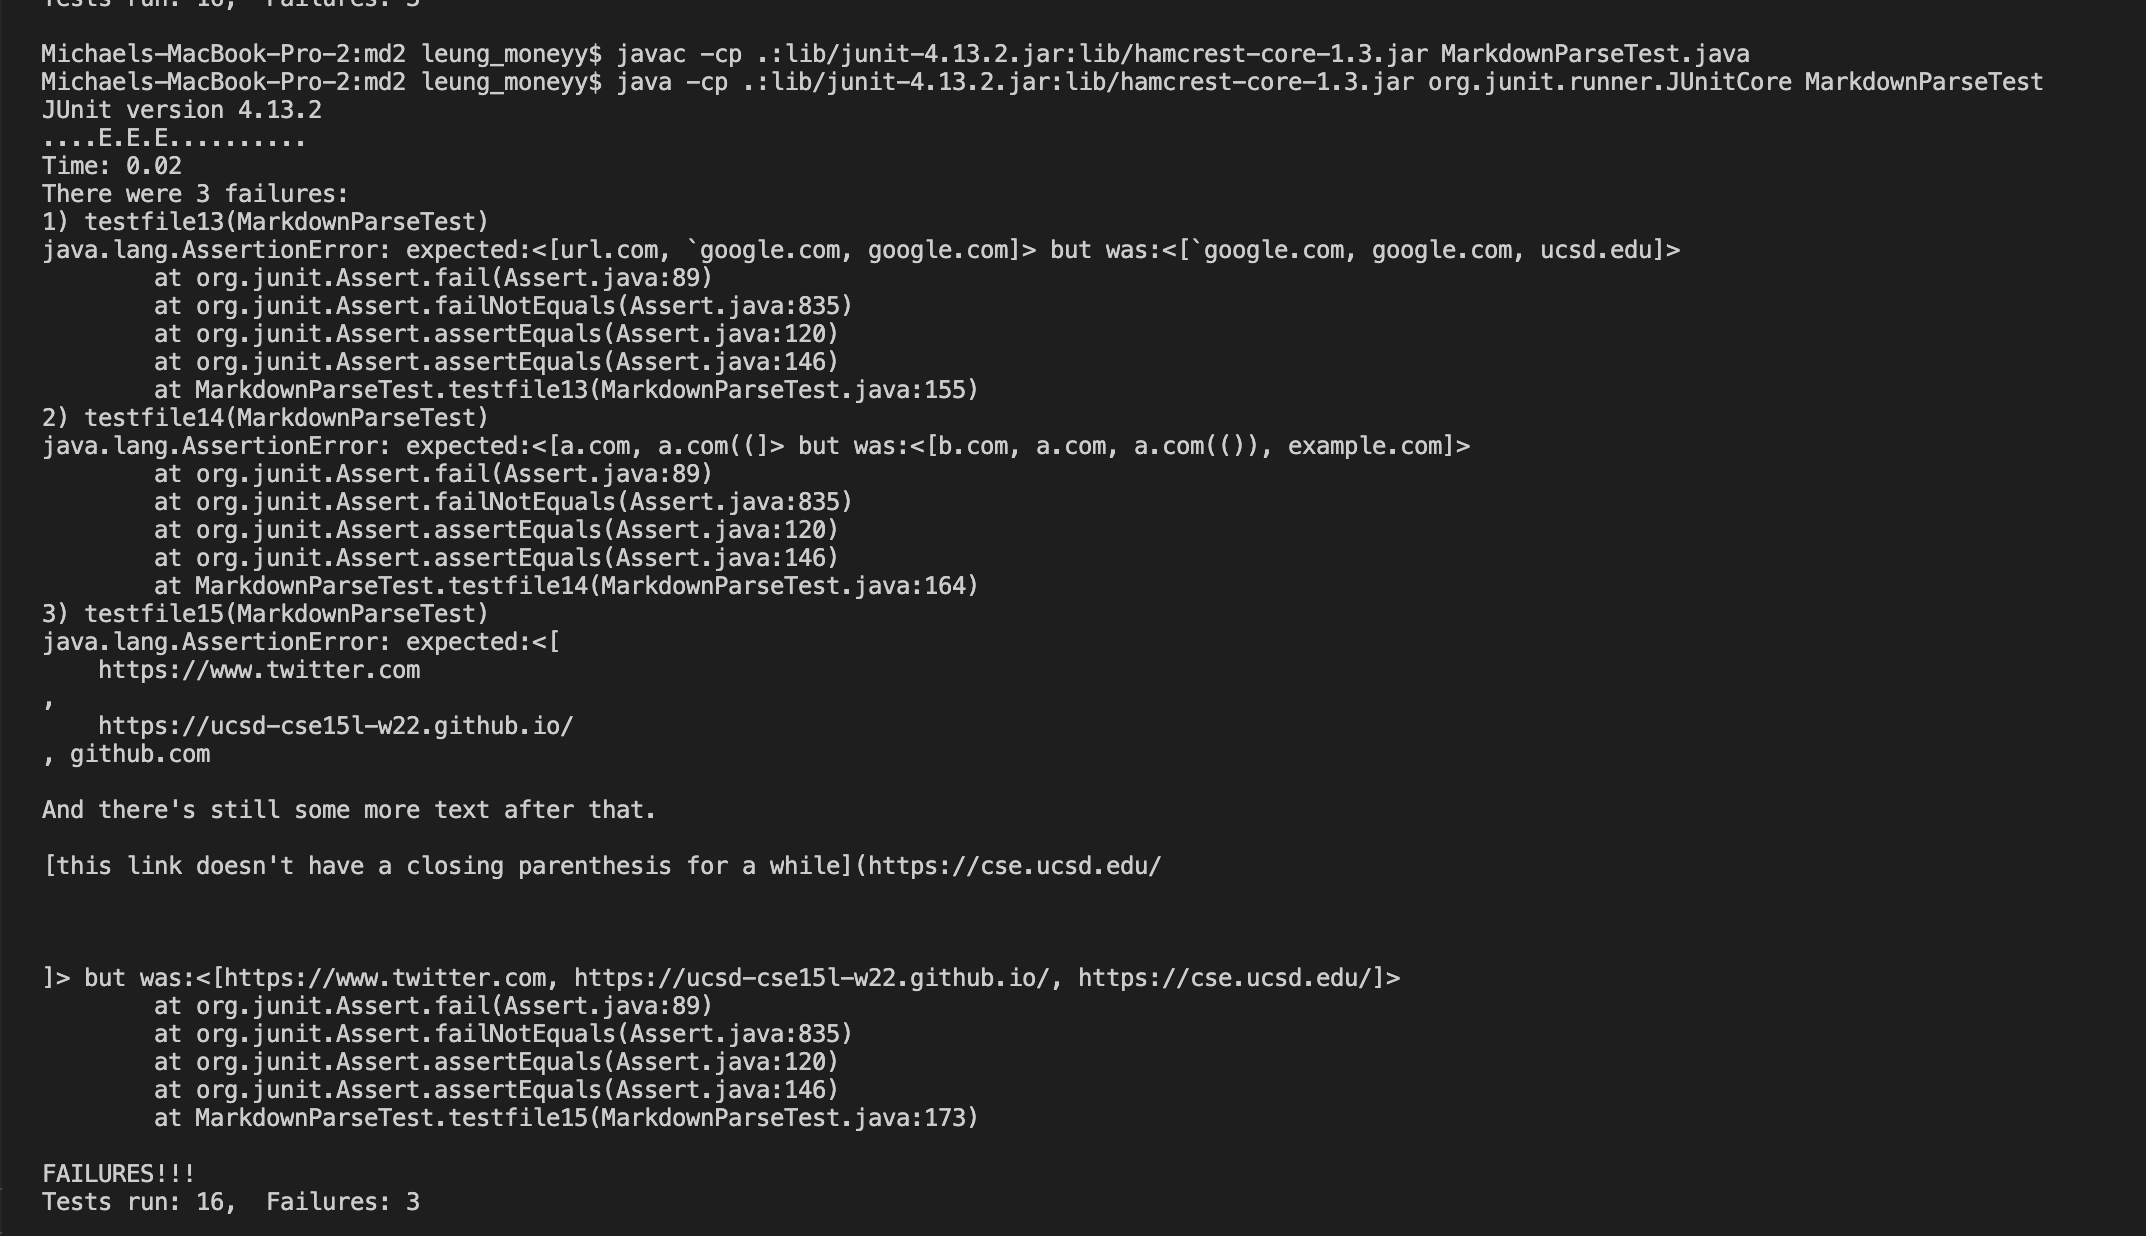 Tests run: 16,  Failures: 3
Michaels-MacBook-Pro-2:md2 leung_moneyy$ javac -cp .:lib/junit-4.13.2.jar:lib/hamcrest-core-1.3.jar MarkdownParseTest.java
Michaels-MacBook-Pro-2:md2 leung_moneyy$ java -cp .:lib/junit-4.13.2.jar:lib/hamcrest-core-1.3.jar org.junit.runner.JUnitCore MarkdownParseTest
JUnit version 4.13.2
....E.E.E..........
Time: 0.02
There were 3 failures:
1) testfile13(MarkdownParseTest)
java.lang.AssertionError: expected:<[url.com, `google.com, google.com]> but was:<[`google.com, google.com, ucsd.edu]>
        at org.junit.Assert.fail(Assert.java:89)
        at org.junit.Assert.failNotEquals(Assert.java:835)
        at org.junit.Assert.assertEquals(Assert.java:120)
        at org.junit.Assert.assertEquals(Assert.java:146)
        at MarkdownParseTest.testfile13(MarkdownParseTest.java:155)
2) testfile14(MarkdownParseTest)
java.lang.AssertionError: expected:<[a.com, a.com((]> but was:<[b.com, a.com, a.com(()), example.com]>
        at org.junit.Assert.fail(Assert.java:89)
        at org.junit.Assert.failNotEquals(Assert.java:835)
        at org.junit.Assert.assertEquals(Assert.java:120)
        at org.junit.Assert.assertEquals(Assert.java:146)
        at MarkdownParseTest.testfile14(MarkdownParseTest.java:164)
3) testfile15(MarkdownParseTest)
java.lang.AssertionError: expected:<[
    https://www.twitter.com
,
    https://ucsd-cse15l-w22.github.io/
, github.com

And there's still some more text after that.

[this link doesn't have a closing parenthesis for a while](https://cse.ucsd.edu/

]> but was:<[https://www.twitter.com, https://ucsd-cse15l-w22.github.io/, https://cse.ucsd.edu/]>
        at org.junit.Assert.fail(Assert.java:89)
        at org.junit.Assert.failNotEquals(Assert.java:835)
        at org.junit.Assert.assertEquals(Assert.java:120)
        at org.junit.Assert.assertEquals(Assert.java:146)
        at MarkdownParseTest.testfile15(MarkdownParseTest.java:173)

FAILURES!!!
Tests run: 16,  Failures: 3